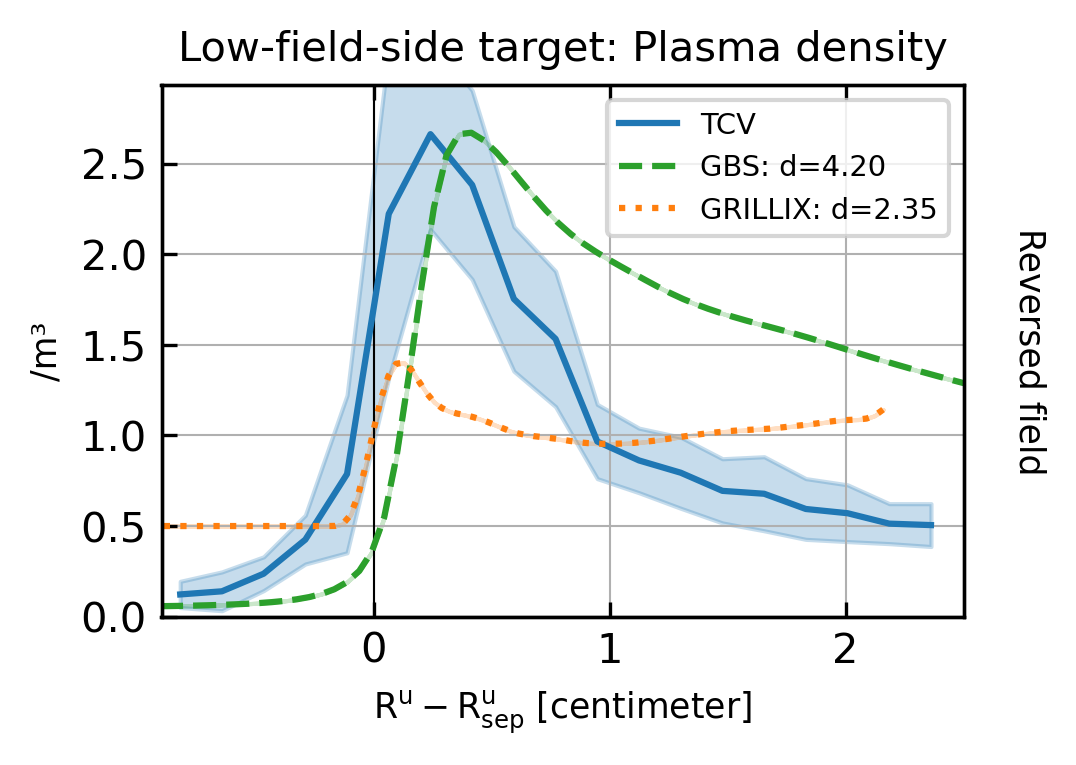 Low-field-side target: Plasma density
TCV
GBS: d=4.20
GRILLIX: d=2.35
2.5
2.0
1.5
1.0
0.5
0.0
/m³
0
1
2
Rᵘ − Rᵘsep [centimeter]
Reversed field